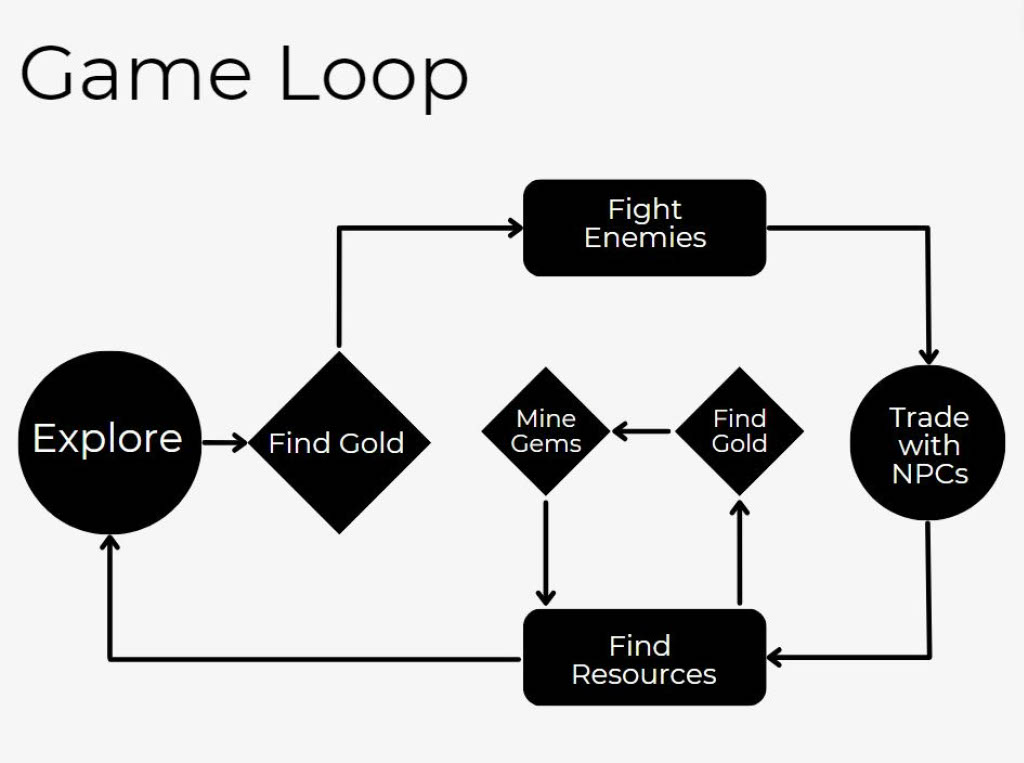 Game Loop
Fight
Enemies
Explore
Find Gold
Mine
Gems
Find
Gold
Trade
with
NPCs
Find
Resources